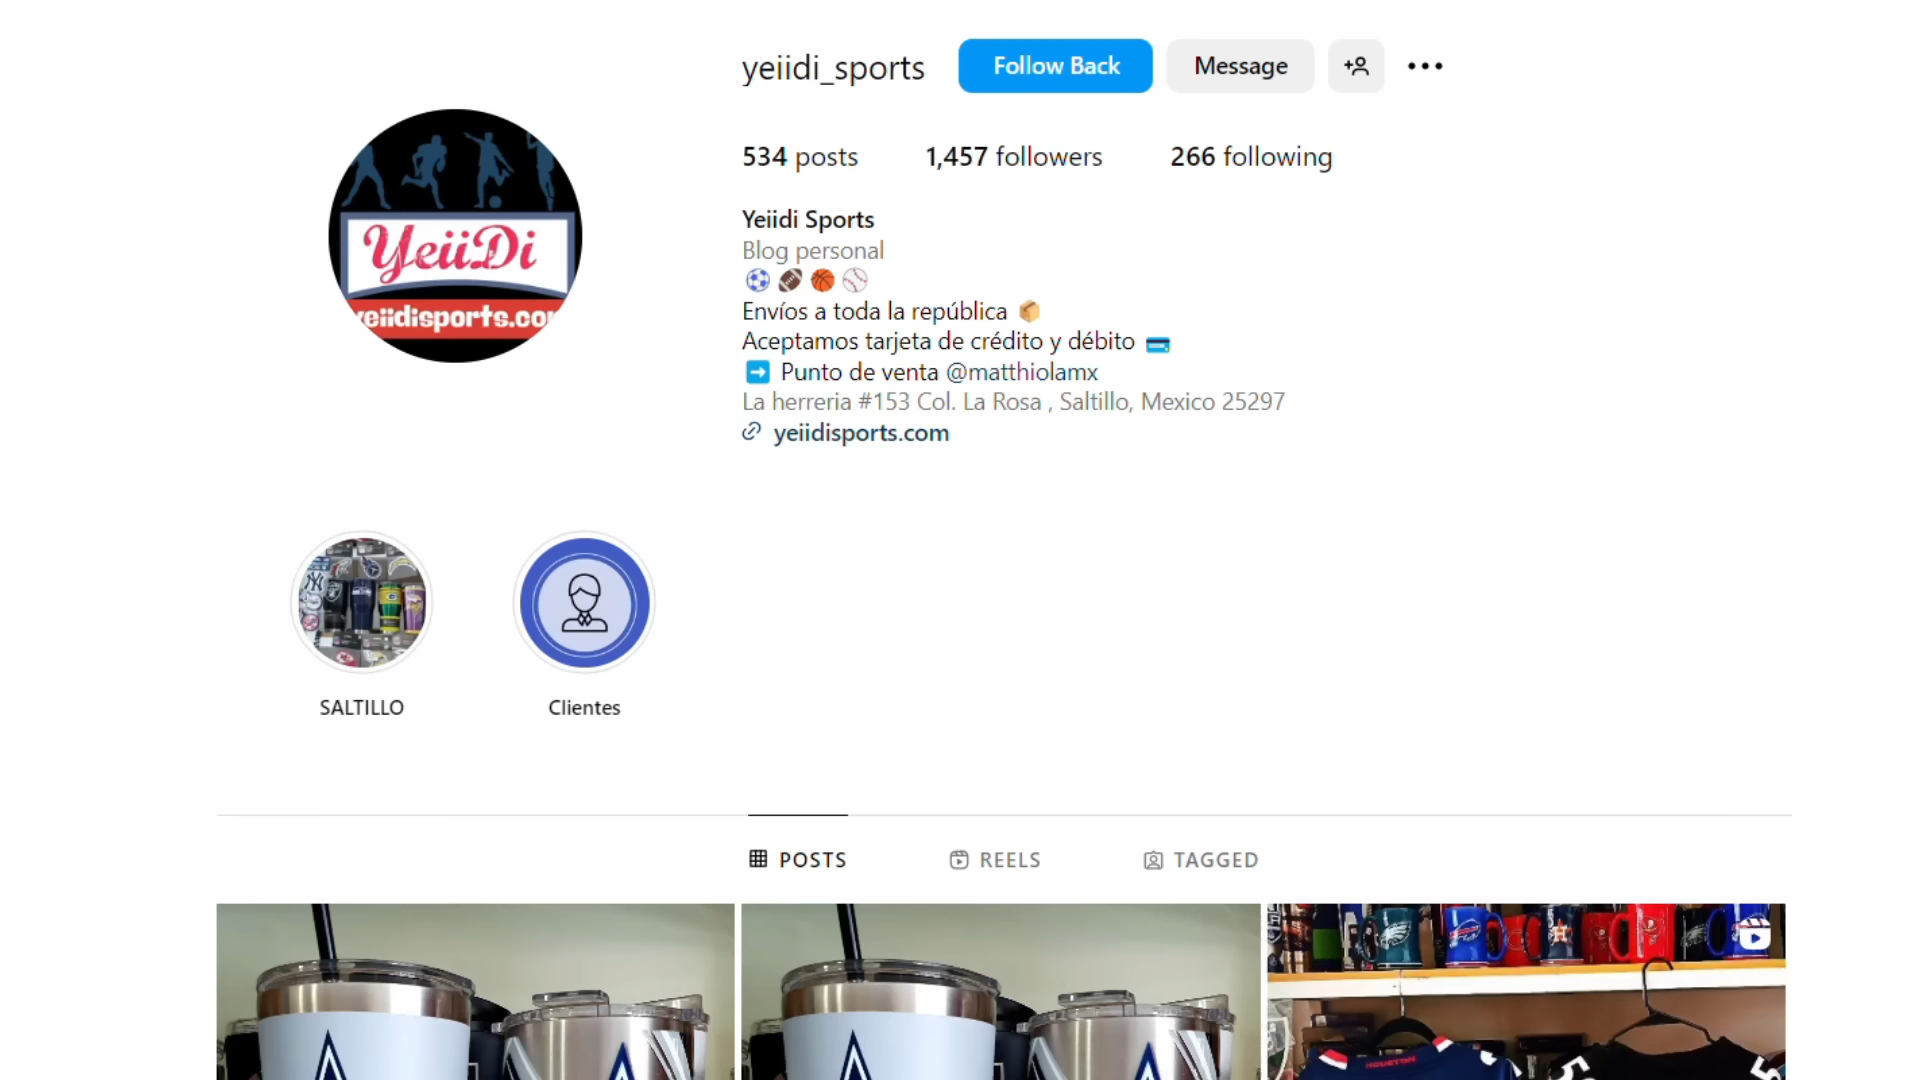 yeiidi_sports Follow Back Message
534 posts 1,457 followers 266 following
Yeiidi Sports
Blog personal
Envíos a toda la república
Aceptamos tarjeta de crédito y débito
Punto de venta @matthiolamx
La herreria #153 Col. La Rosa , Saltillo, Mexico 25297
yeiidisports.com
YeiiDi
yeiidisports.co
SALTILLO Clientes
POSTS REELS TAGGED
HOUSTON